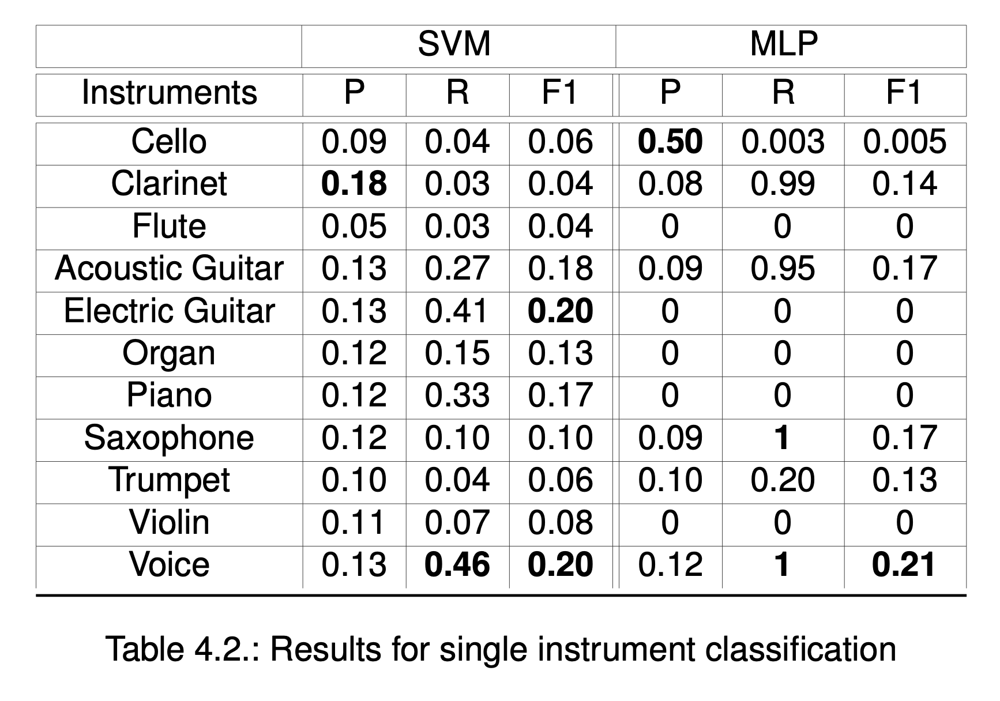 SVM MLP
Instruments P R F1 P R F1
Cello 0.09 0.04 0.06 0.50 0.003 0.005
Clarinet 0.18 0.03 0.04 0.08 0.99 0.14
Flute 0.05 0.03 0.04 0 0 0
Acoustic Guitar 0.13 0.27 0.18 0.09 0.95 0.17
Electric Guitar 0.13 0.41 0.20 0 0 0
Organ 0.12 0.15 0.13 0 0 0
Piano 0.12 0.33 0.17 0 0 0
Saxophone 0.12 0.10 0.10 0.09 1 0.17
Trumpet 0.10 0.04 0.06 0.10 0.20 0.13
Violin 0.11 0.07 0.08 0 0 0
Voice 0.13 0.46 0.20 0.12 1 0.21
Table 4.2.: Results for single instrument classification